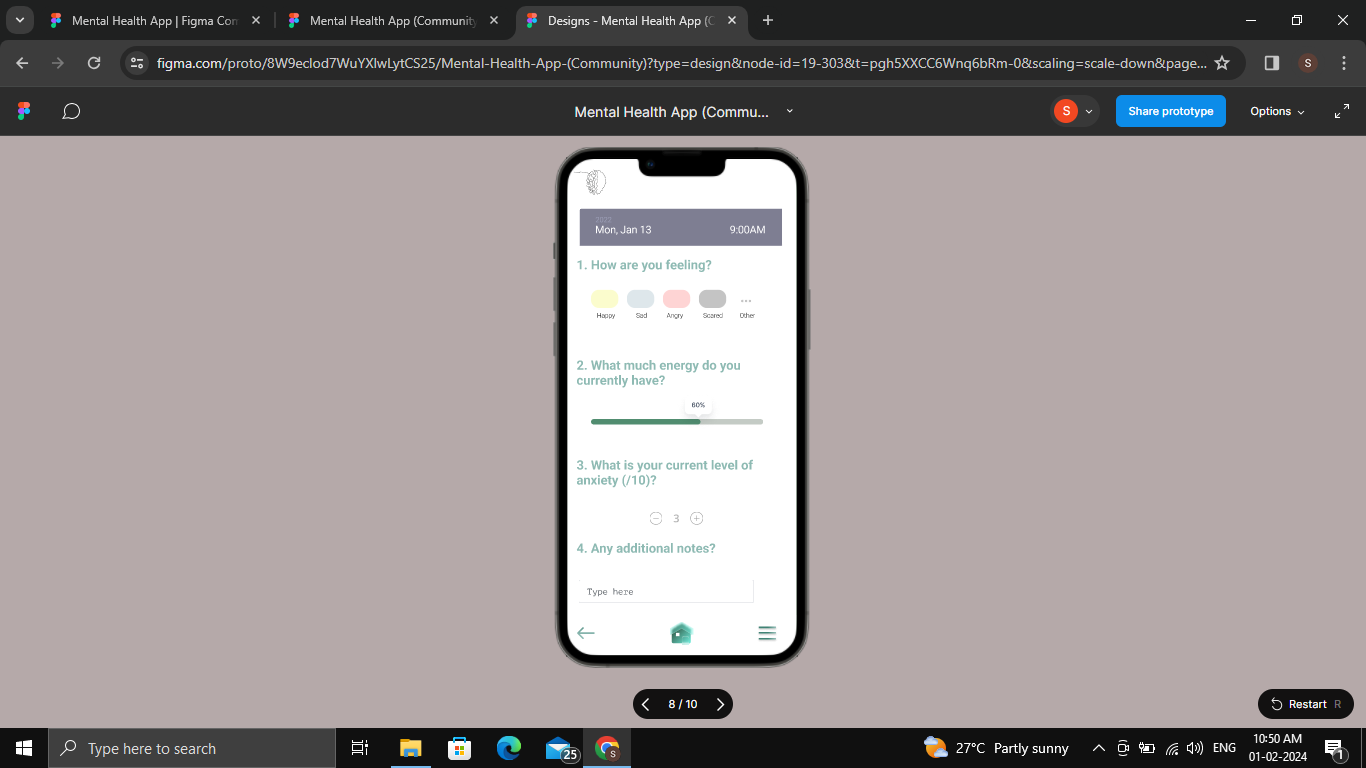 Mental Health App | Figma Con
Mental Health App (Community
Designs - Mental Health App (C
figma.com/proto/8W9eclod7WuYXlwLytCS25/Mental-Health-App-(Community)?type=design&node-id=19-303&t=pgh5XXCC6Wnq6bRm-0&scaling=scale-down&page...
S
Mental Health App (Commu...
S
Share prototype
Options
2022
Mon, Jan 13
9:00AM
1. How are you feeling?
Happy
Sad
Angry
Scared
Other
2. What much energy do you
currently have?
60%
3. What is your current level of
anxiety (/10)?
3
4. Any additional notes?
Type here
8 / 10
Restart R
Type here to search
25
S
27°C Partly sunny
ENG
10:50 AM
01-02-2024
1